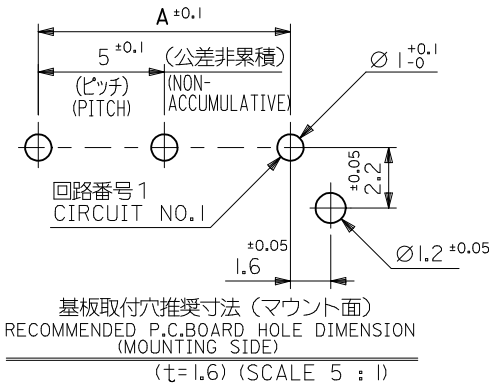 A ±0.1
5 ±0.1 (公差非累積)
(ピッチ) (NON-
(PITCH) ACCUMULATIVE)
∅ 1 +0.1 -0
回路番号1
CIRCUIT NO.1
2.2 ±0.05
1.6 ±0.05
∅1.2 ±0.05
基板取付穴推奨寸法 (マウント面)
RECOMMENDED P.C.BOARD HOLE DIMENSION
(MOUNTING SIDE)
(t=1.6) (SCALE 5 : 1)